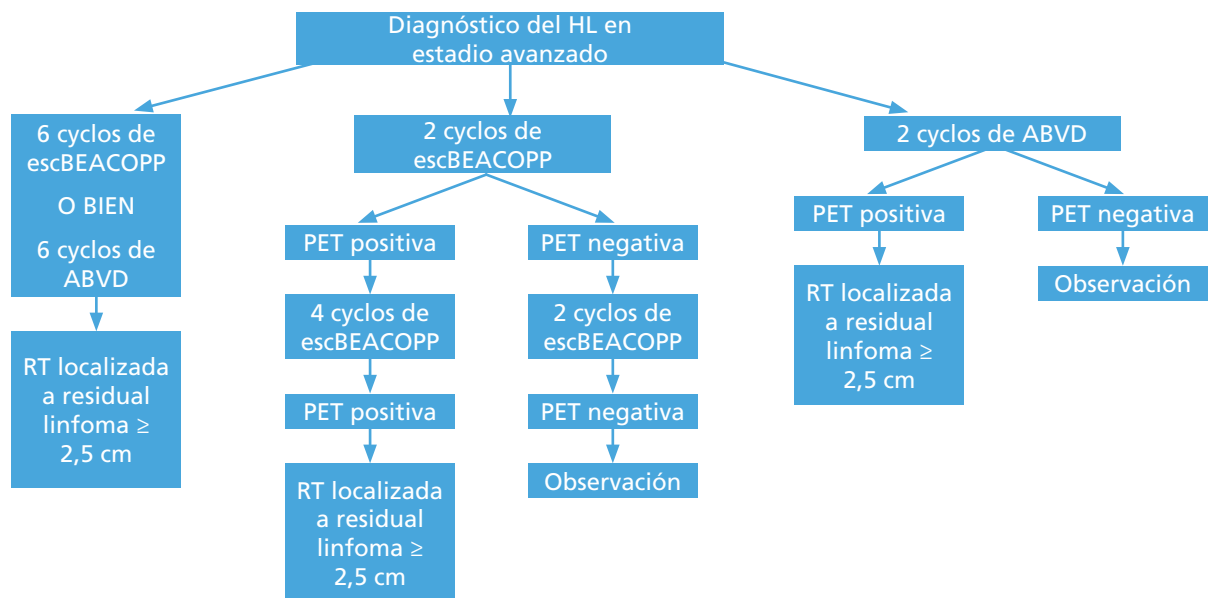 Diagnóstico del HL en
estadio avanzado
6 cyclos de
escBEACOPP
O BIEN
6 cyclos de
ABVD
RT localizada
a residual
linfoma ≥
2,5 cm
2 cyclos de
escBEACOPP
PET positiva
4 cyclos de
escBEACOPP
PET positiva
RT localizada
a residual
linfoma ≥
2,5 cm
PET negativa
2 cyclos de
escBEACOPP
PET negativa
Observación
2 cyclos de ABVD
PET positiva
RT localizada
a residual
linfoma ≥
2,5 cm
PET negativa
Observación